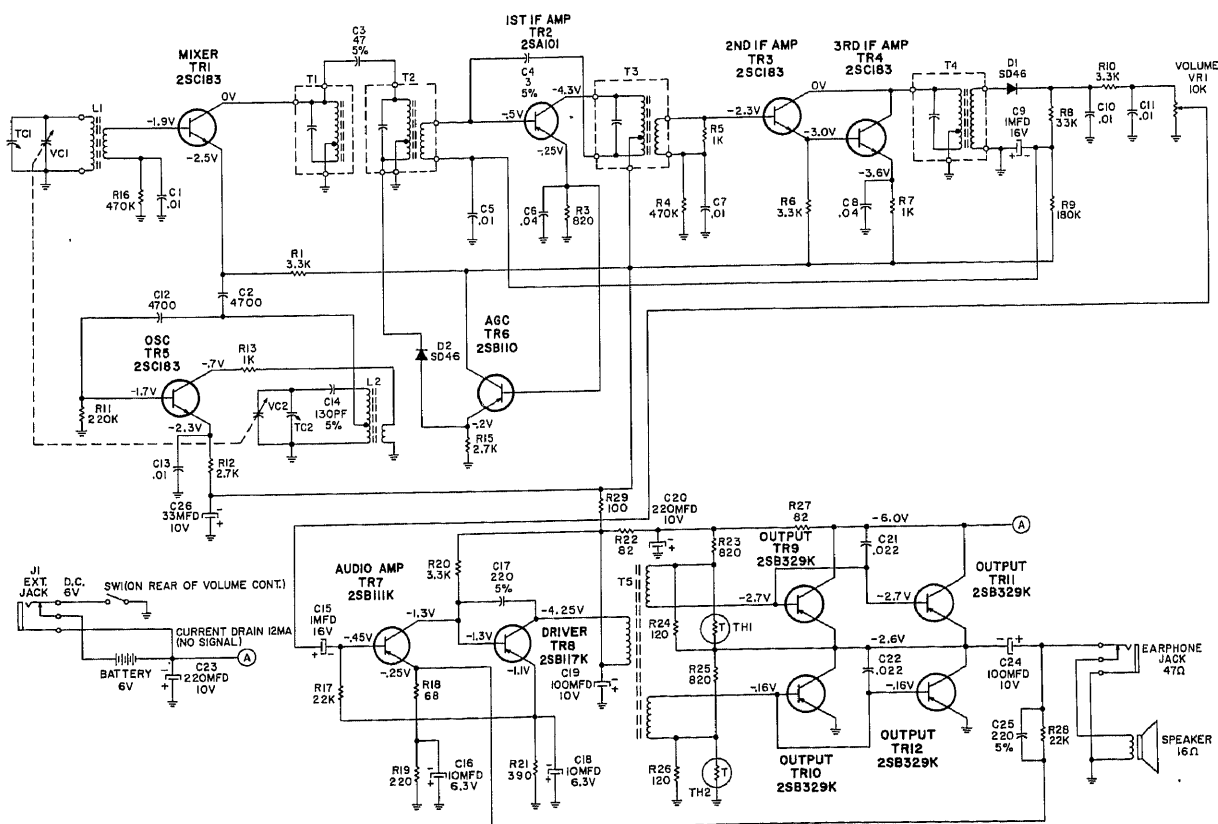 MIXER
TR1
2SC183
C3
47
5%
1ST IF AMP
TR2
2SA101
2ND IF AMP
TR3
2SC183
3RD IF AMP
TR4
2SC183
T1
T2
C4
3
5%
T3
T4
D1
SD46
R10
3.3K
VOLUME
VR1
10K
TC1
VC1
L1
-1.9V
0V
-2.5V
-.5V
-4.3V
-.25V
-2.3V
0V
-3.0V
-3.6V
R5
1K
C9
1MFD
16V
- +
R8
33K
C10
.01
C11
.01
R16
470K
C1
.01
C5
.01
C6
.04
R3
820
R4
470K
C7
.01
R6
3.3K
C8
.04
R7
1K
R9
180K
R1
3.3K
C12
4700
C2
4700
OSC
TR5
2SC183
R13
1K
-.7V
-1.7V
-2.3V
R11
220K
VC2
TC2
C14
130PF
5%
L2
D2
SD46
AGC
TR6
2SB110
-.2V
R15
2.7K
C13
.01
R12
2.7K
C26
33MFD
10V
- +
R29
100
C20
220MFD
10V
- +
R27
82
-6.0V
A
R22
82
R23
820
OUTPUT
TR9
2SB329K
C21
.022
OUTPUT
TR11
2SB329K
J1
EXT.
JACK
D.C.
6V
SW1(ON REAR OF VOLUME CONT.)
CURRENT DRAIN 12MA
(NO SIGNAL)
A
BATTERY
6V
C23
220MFD
10V
- +
R20
3.3K
C17
220
5%
AUDIO AMP
TR7
2SB111K
C15
1MFD
16V
- +
-.45V
-1.3V
-.25V
-1.3V
-4.25V
DRIVER
TR8
2SB117K
-1.1V
T5
-2.7V
-2.7V
R24
120
T
TH1
R25
820
-2.6V
C22
.022
-.16V
-.16V
C24
100MFD
10V
- +
EARPHONE
JACK
47Ω
R17
22K
R18
68
C19
100MFD
10V
- +
R19
220
C16
10MFD
6.3V
- +
R21
390
C18
10MFD
6.3V
- +
R26
120
T
TH2
OUTPUT
TR10
2SB329K
OUTPUT
TR12
2SB329K
C25
220
5%
R28
22K
SPEAKER
16Ω